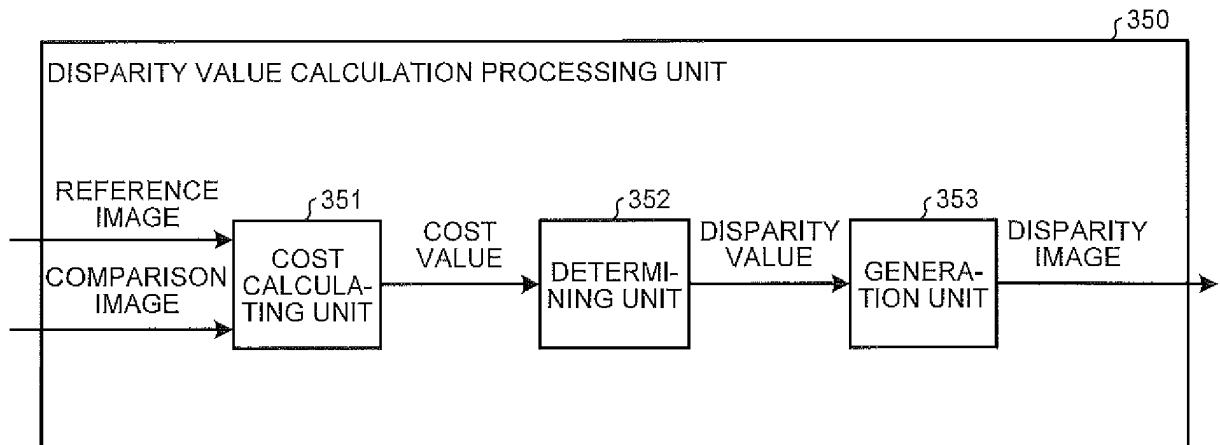 350
DISPARITY VALUE CALCULATION PROCESSING UNIT
REFERENCE
IMAGE
COMPARISON
IMAGE
351
COST
CALCULA-
TING UNIT
COST
VALUE
352
DETERMI-
NING UNIT
DISPARITY
VALUE
353
GENERA-
TION UNIT
DISPARITY
IMAGE